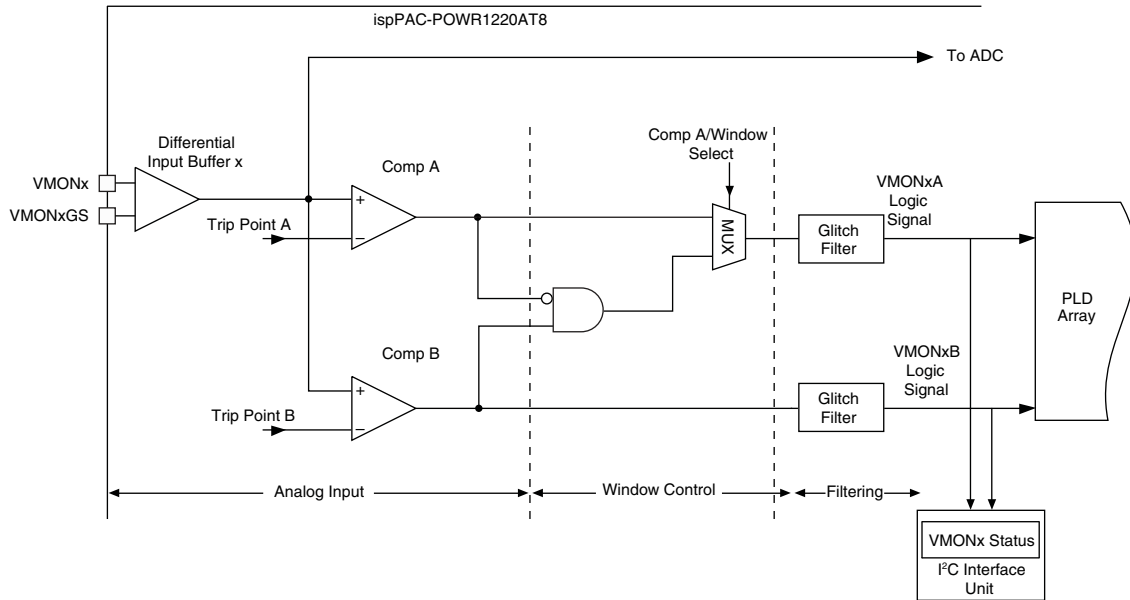 ispPAC-POWR1220AT8
To ADC
Differential
Input Buffer x
Comp A/Window
Select
Comp A
VMONx
VMONxGS
VMONxA
Logic
Signal
Trip Point A
+
–
MUX
Glitch
Filter
PLD
Array
Comp B
VMONxB
Logic
Signal
Trip Point B
+
–
Glitch
Filter
Analog Input
Window Control
Filtering
VMONx Status
I²C Interface
Unit